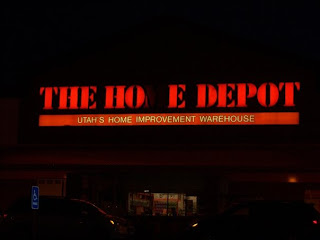 THE HO E DEPOT
UTAH'S HOME IMPROVEMENT WAREHOUSE